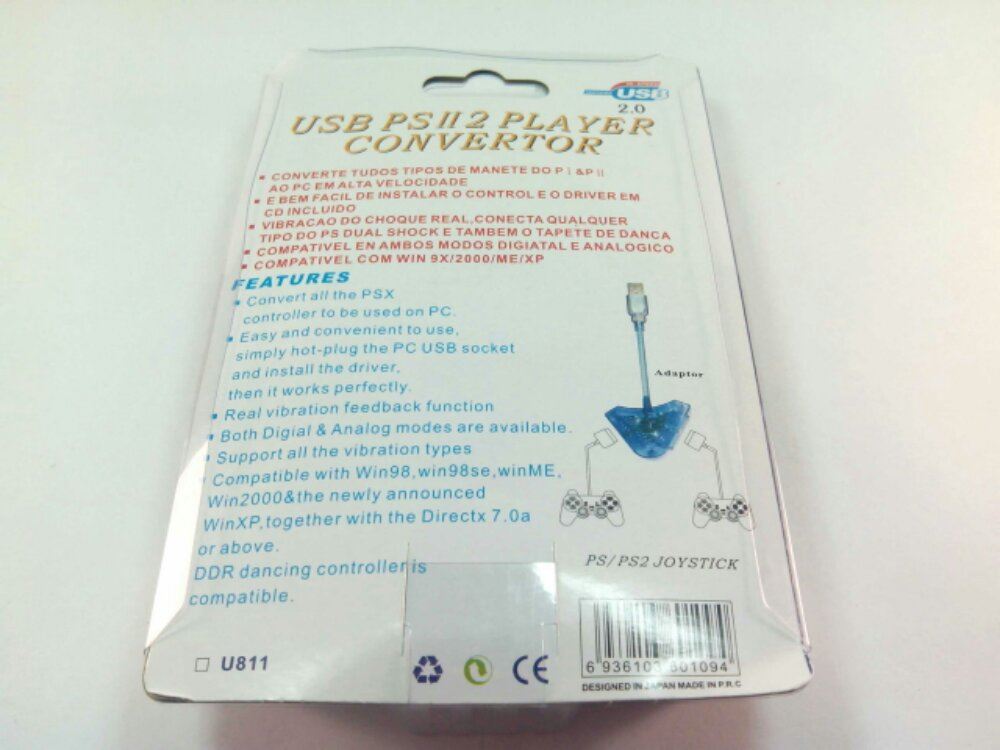 USB
2.0
USB PS II 2 PLAYER
CONVERTOR
CONVERTE TUDOS TIPOS DE MANETE DO P I &P II
AO PC EM ALTA VELOCIDADE
E BEM FACIL DE INSTALAR O CONTROL E O DRIVER EM
CD INCLUIDO
VIBRACAO DO CHOQUE REAL,CONECTA QUALQUER
TIPO DO PS DUAL SHOCK E TAMBEM O TAPETE DE DANCA
COMPATIVEL EN AMBOS MODOS DIGIATAL E ANALOGICO
COMPATIVEL COM WIN 9X/2000/ME/XP
FEATURES
Convert all the PSX
controller to be used on PC.
Easy and convenient to use,
simply hot-plug the PC USB socket
and install the driver,
then it works perfectly.
Real vibration feedback function
Both Digial & Analog modes are available.
Support all the vibration types
Compatible with Win98,win98se,winME,
Win2000&the newly announced
WinXP,together with the Directx 7.0a
or above.
DDR dancing controller is
compatible.
Adaptor
PS/PS2 JOYSTICK
U811
CE
DESIGNED IN JAPAN MADE IN P.R.C